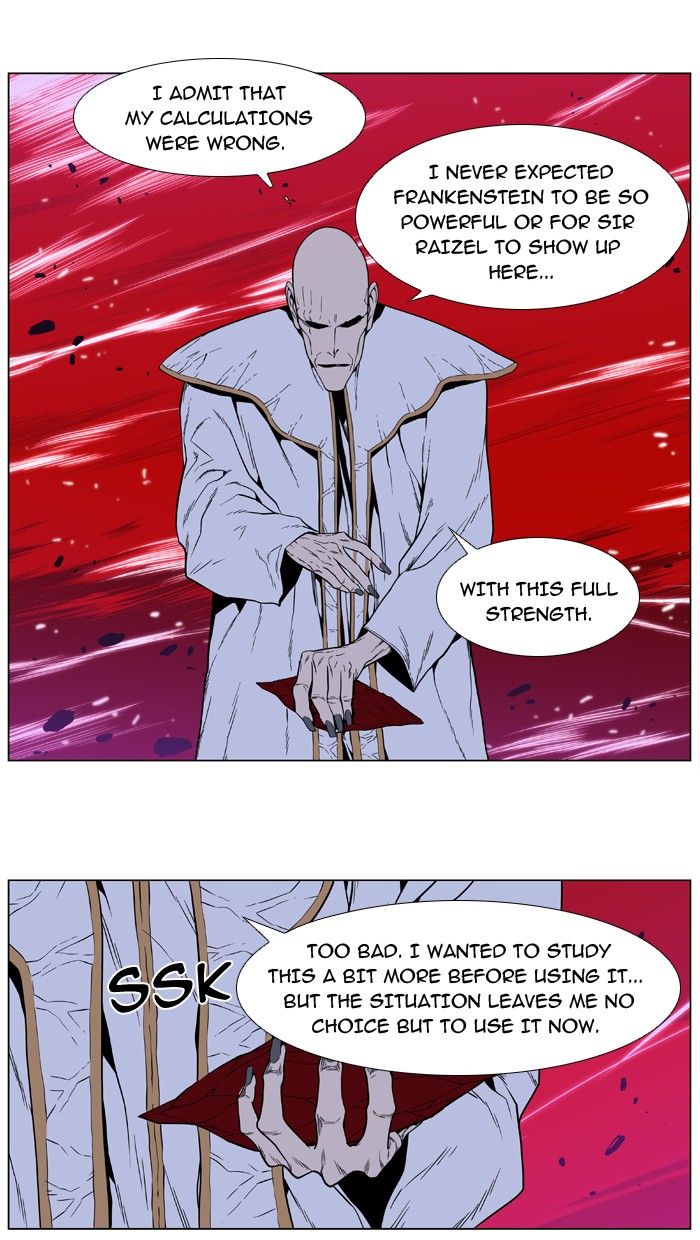 I ADMIT THAT
MY CALCULATIONS
WERE WRONG.
I NEVER EXPECTED
FRANKENSTEIN TO BE SO
POWERFUL OR FOR SIR
RAIZEL TO SHOW UP
HERE...
WITH THIS FULL
STRENGTH.
TOO BAD. I WANTED TO STUDY
THIS A BIT MORE BEFORE USING IT...
BUT THE SITUATION LEAVES ME NO
CHOICE BUT TO USE IT NOW.
SSK